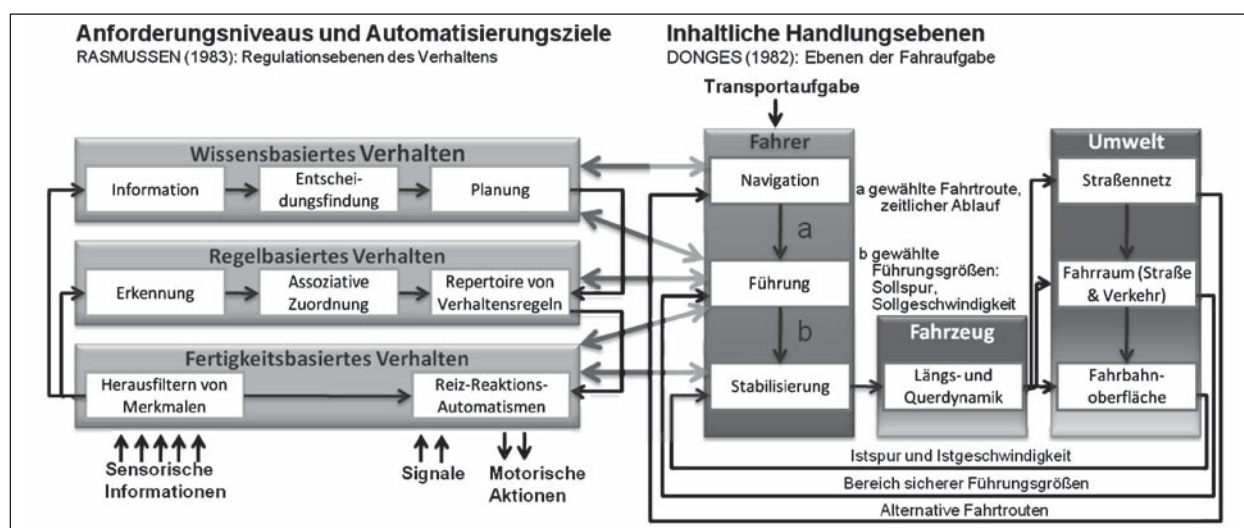 Anforderungsniveaus und Automatisierungsziele
RASMUSSEN (1983): Regulationsebenen des Verhaltens
Wissensbasiertes Verhalten
Information
Entschei-
dungsfindung
Planung
Regelbasiertes Verhalten
Erkennung
Assoziative
Zuordnung
Repertoire von
Verhaltensregeln
Fertigkeitsbasiertes Verhalten
Herausfiltern von
Merkmalen
Reiz-Reaktions-
Automatismen
Sensorische
Informationen
Signale
Motorische
Aktionen
Inhaltliche Handlungsebenen
DONGES (1982): Ebenen der Fahraufgabe
Transportaufgabe
Fahrer
Navigation
a
Führung
b
Stabilisierung
a gewählte Fahrtroute,
zeitlicher Ablauf
b gewählte
Führungsgrößen:
Sollspur,
Sollgeschwindigkeit
Fahrzeug
Längs- und
Querdynamik
Umwelt
Straßennetz
Fahrraum (Straße
& Verkehr)
Fahrbahn-
oberfläche
Istspur und Istgeschwindigkeit
Bereich sicherer Führungsgrößen
Alternative Fahrtrouten